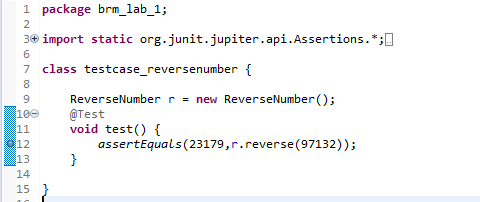 1 package brm_lab_1;
2
3 import static org.junit.jupiter.api.Assertions.*;
6
7 class testcase_reversenumber {
8
9 ReverseNumber r = new ReverseNumber();
10 @Test
11 void test() {
12 assertEquals(23179,r.reverse(97132));
13 }
14
15 }